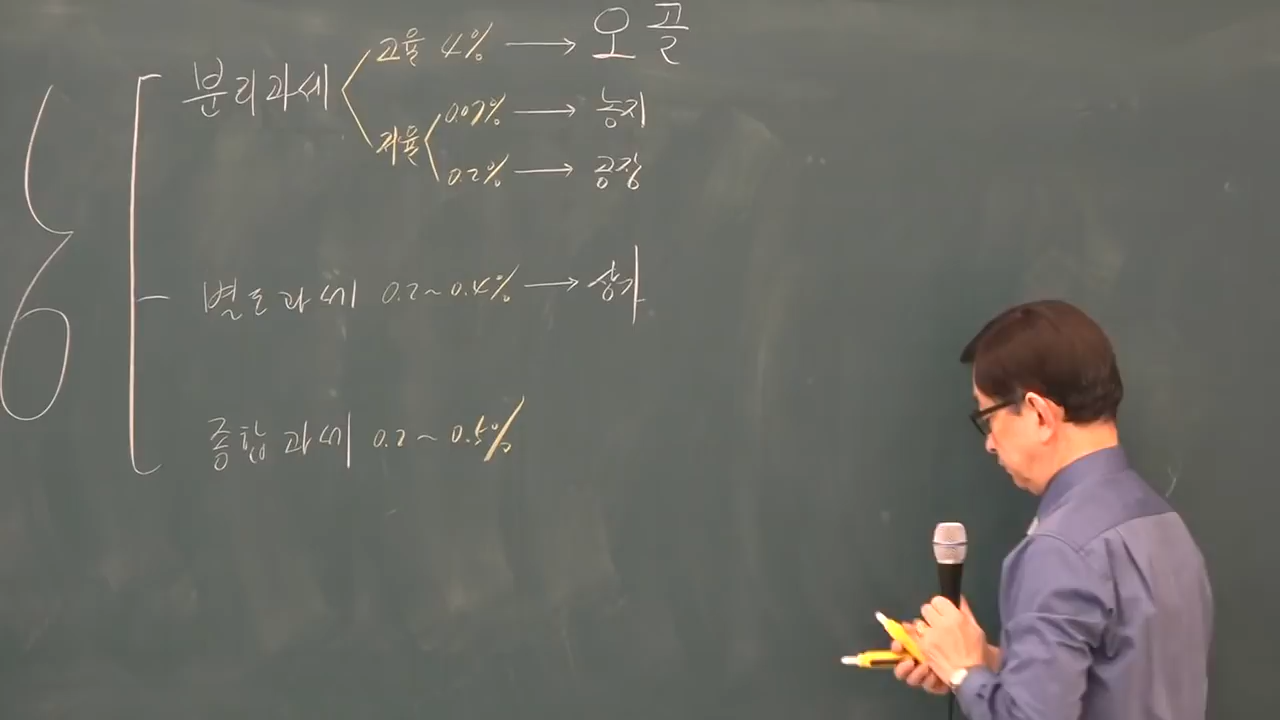 분리과세 고율 4% → 오 골
저율 0.07% → 농지
0.2% → 공장
별도과세 0.2~0.4% → 상가
종합과세 0.2~0.5%